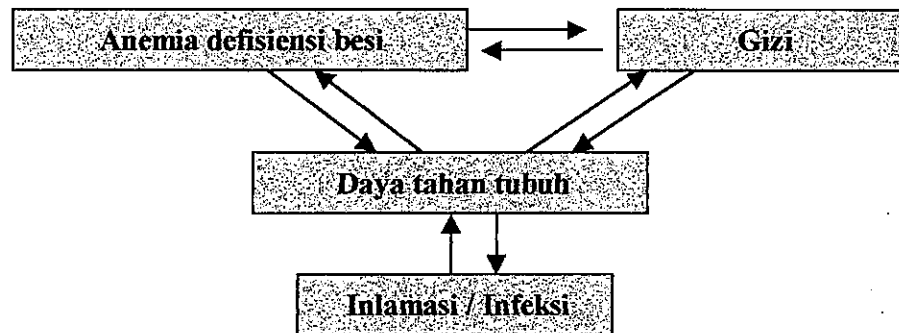 Anemia defisiensi besi
Gizi
Daya tahan tubuh
Inlamasi / Infeksi